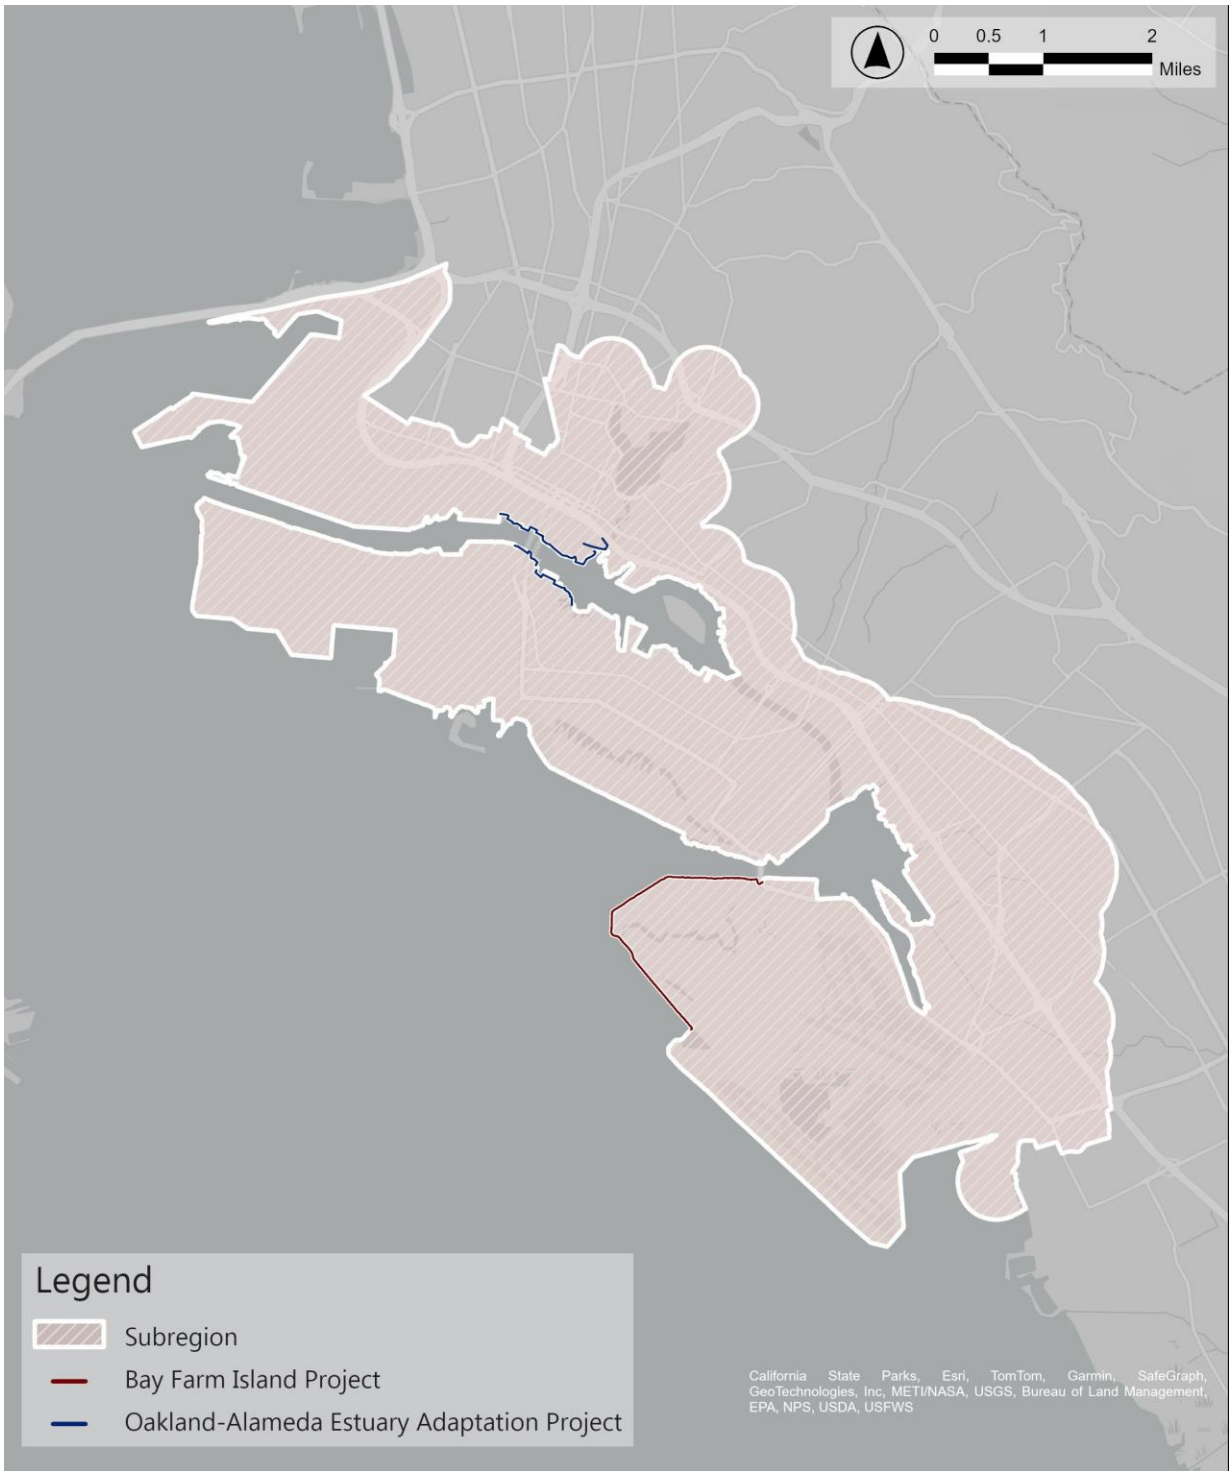 0 0.5 1 2
Miles
Legend
Subregion
Bay Farm Island Project
Oakland-Alameda Estuary Adaptation Project
California State Parks, Esri, TomTom, Garmin, SafeGraph,
GeoTechnologies, Inc, METI/NASA, USGS, Bureau of Land Management,
EPA, NPS, USDA, USFWS